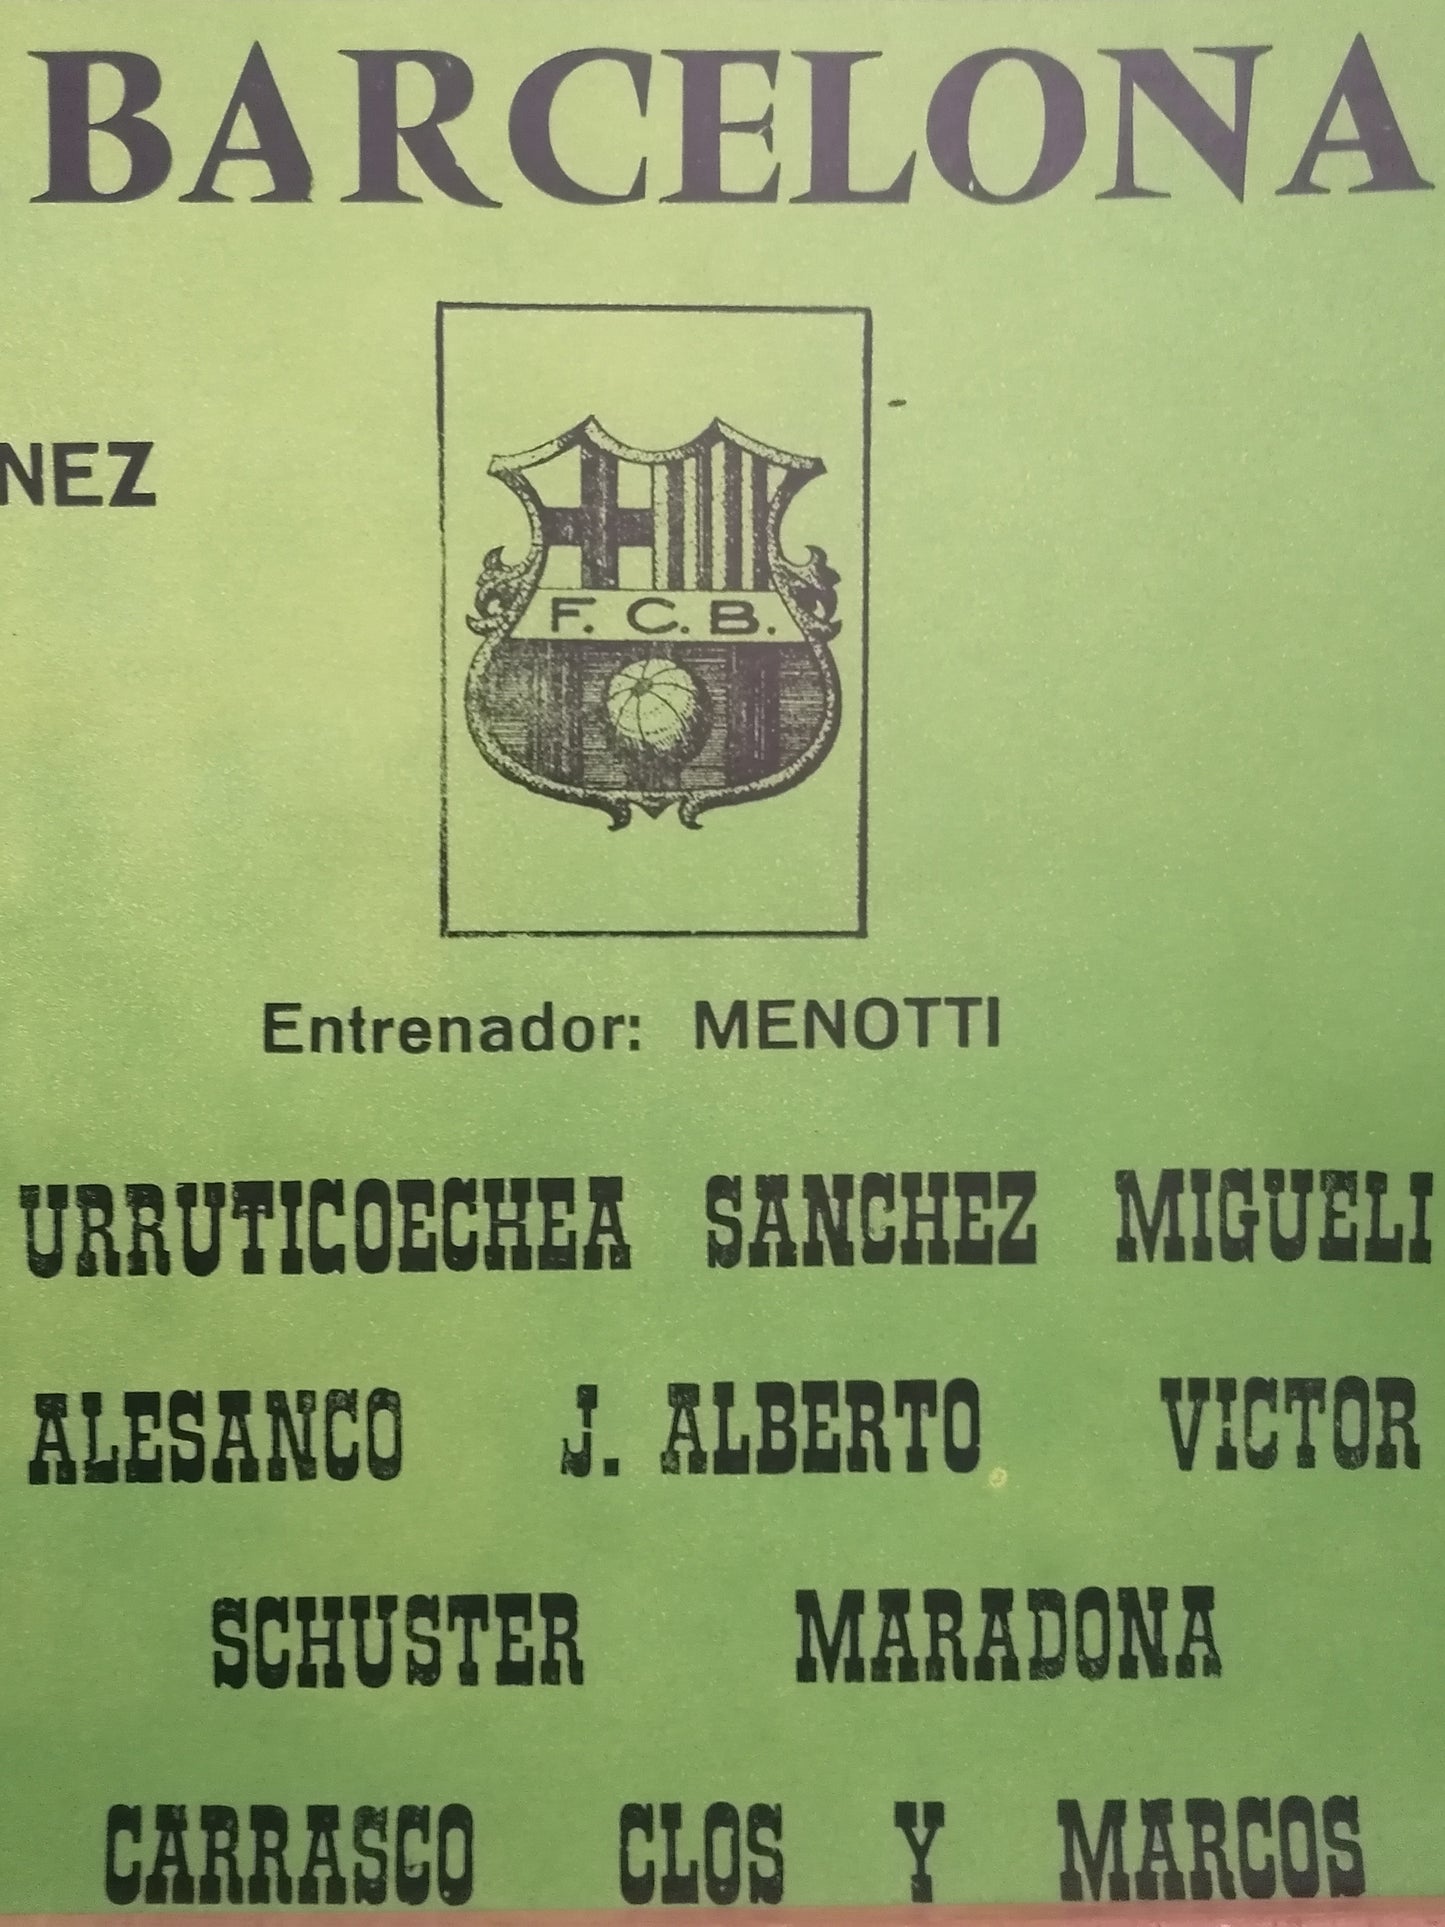 BARCELONA
NEZ
F. C. B.
Entrenador: MENOTTI
URRUTICOECHEA SANCHEZ MIGUELI
ALESANCO J. ALBERTO VICTOR
SCHUSTER MARADONA
CARRASCO CLOS Y MARCOS